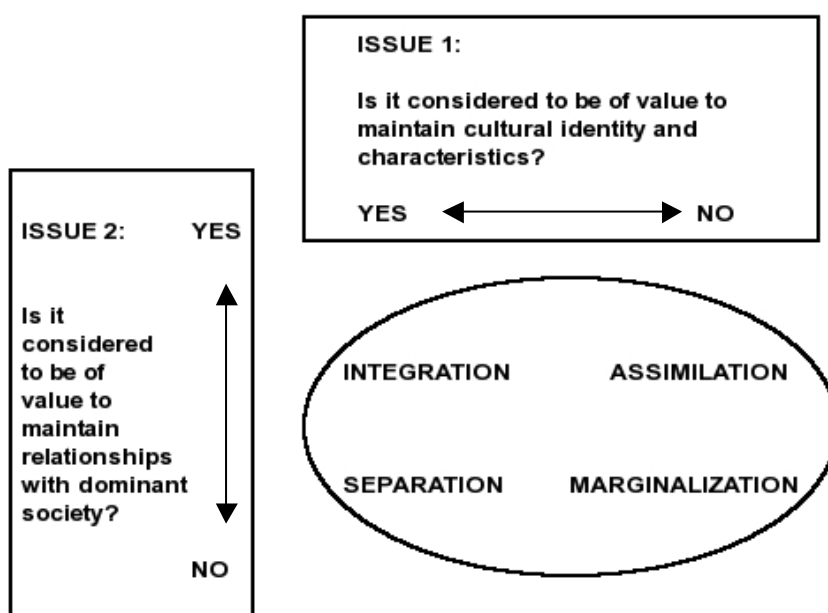 ISSUE 1:
Is it considered to be of value to
maintain cultural identity and
characteristics?
YES NO
ISSUE 2: YES
Is it
considered
to be of
value to
maintain
relationships
with dominant
society?
NO
INTEGRATION ASSIMILATION
SEPARATION MARGINALIZATION